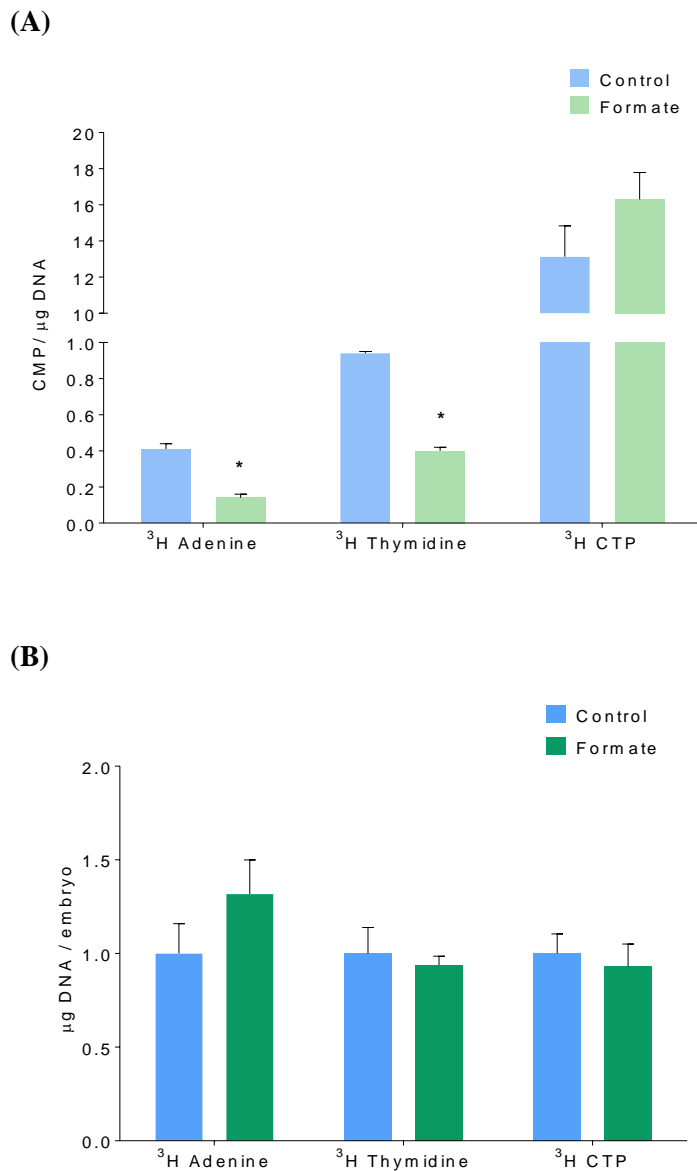 (A)
Control
Formate
CMP/ µg DNA
20
18
16
14
12
10
1.0
0.8
0.6
0.4
0.2
0.0
*
*
³H Adenine
³H Thymidine
³H CTP
(B)
Control
Formate
µg DNA / embryo
2.0
1.5
1.0
0.5
0.0
³H Adenine
³H Thymidine
³H CTP